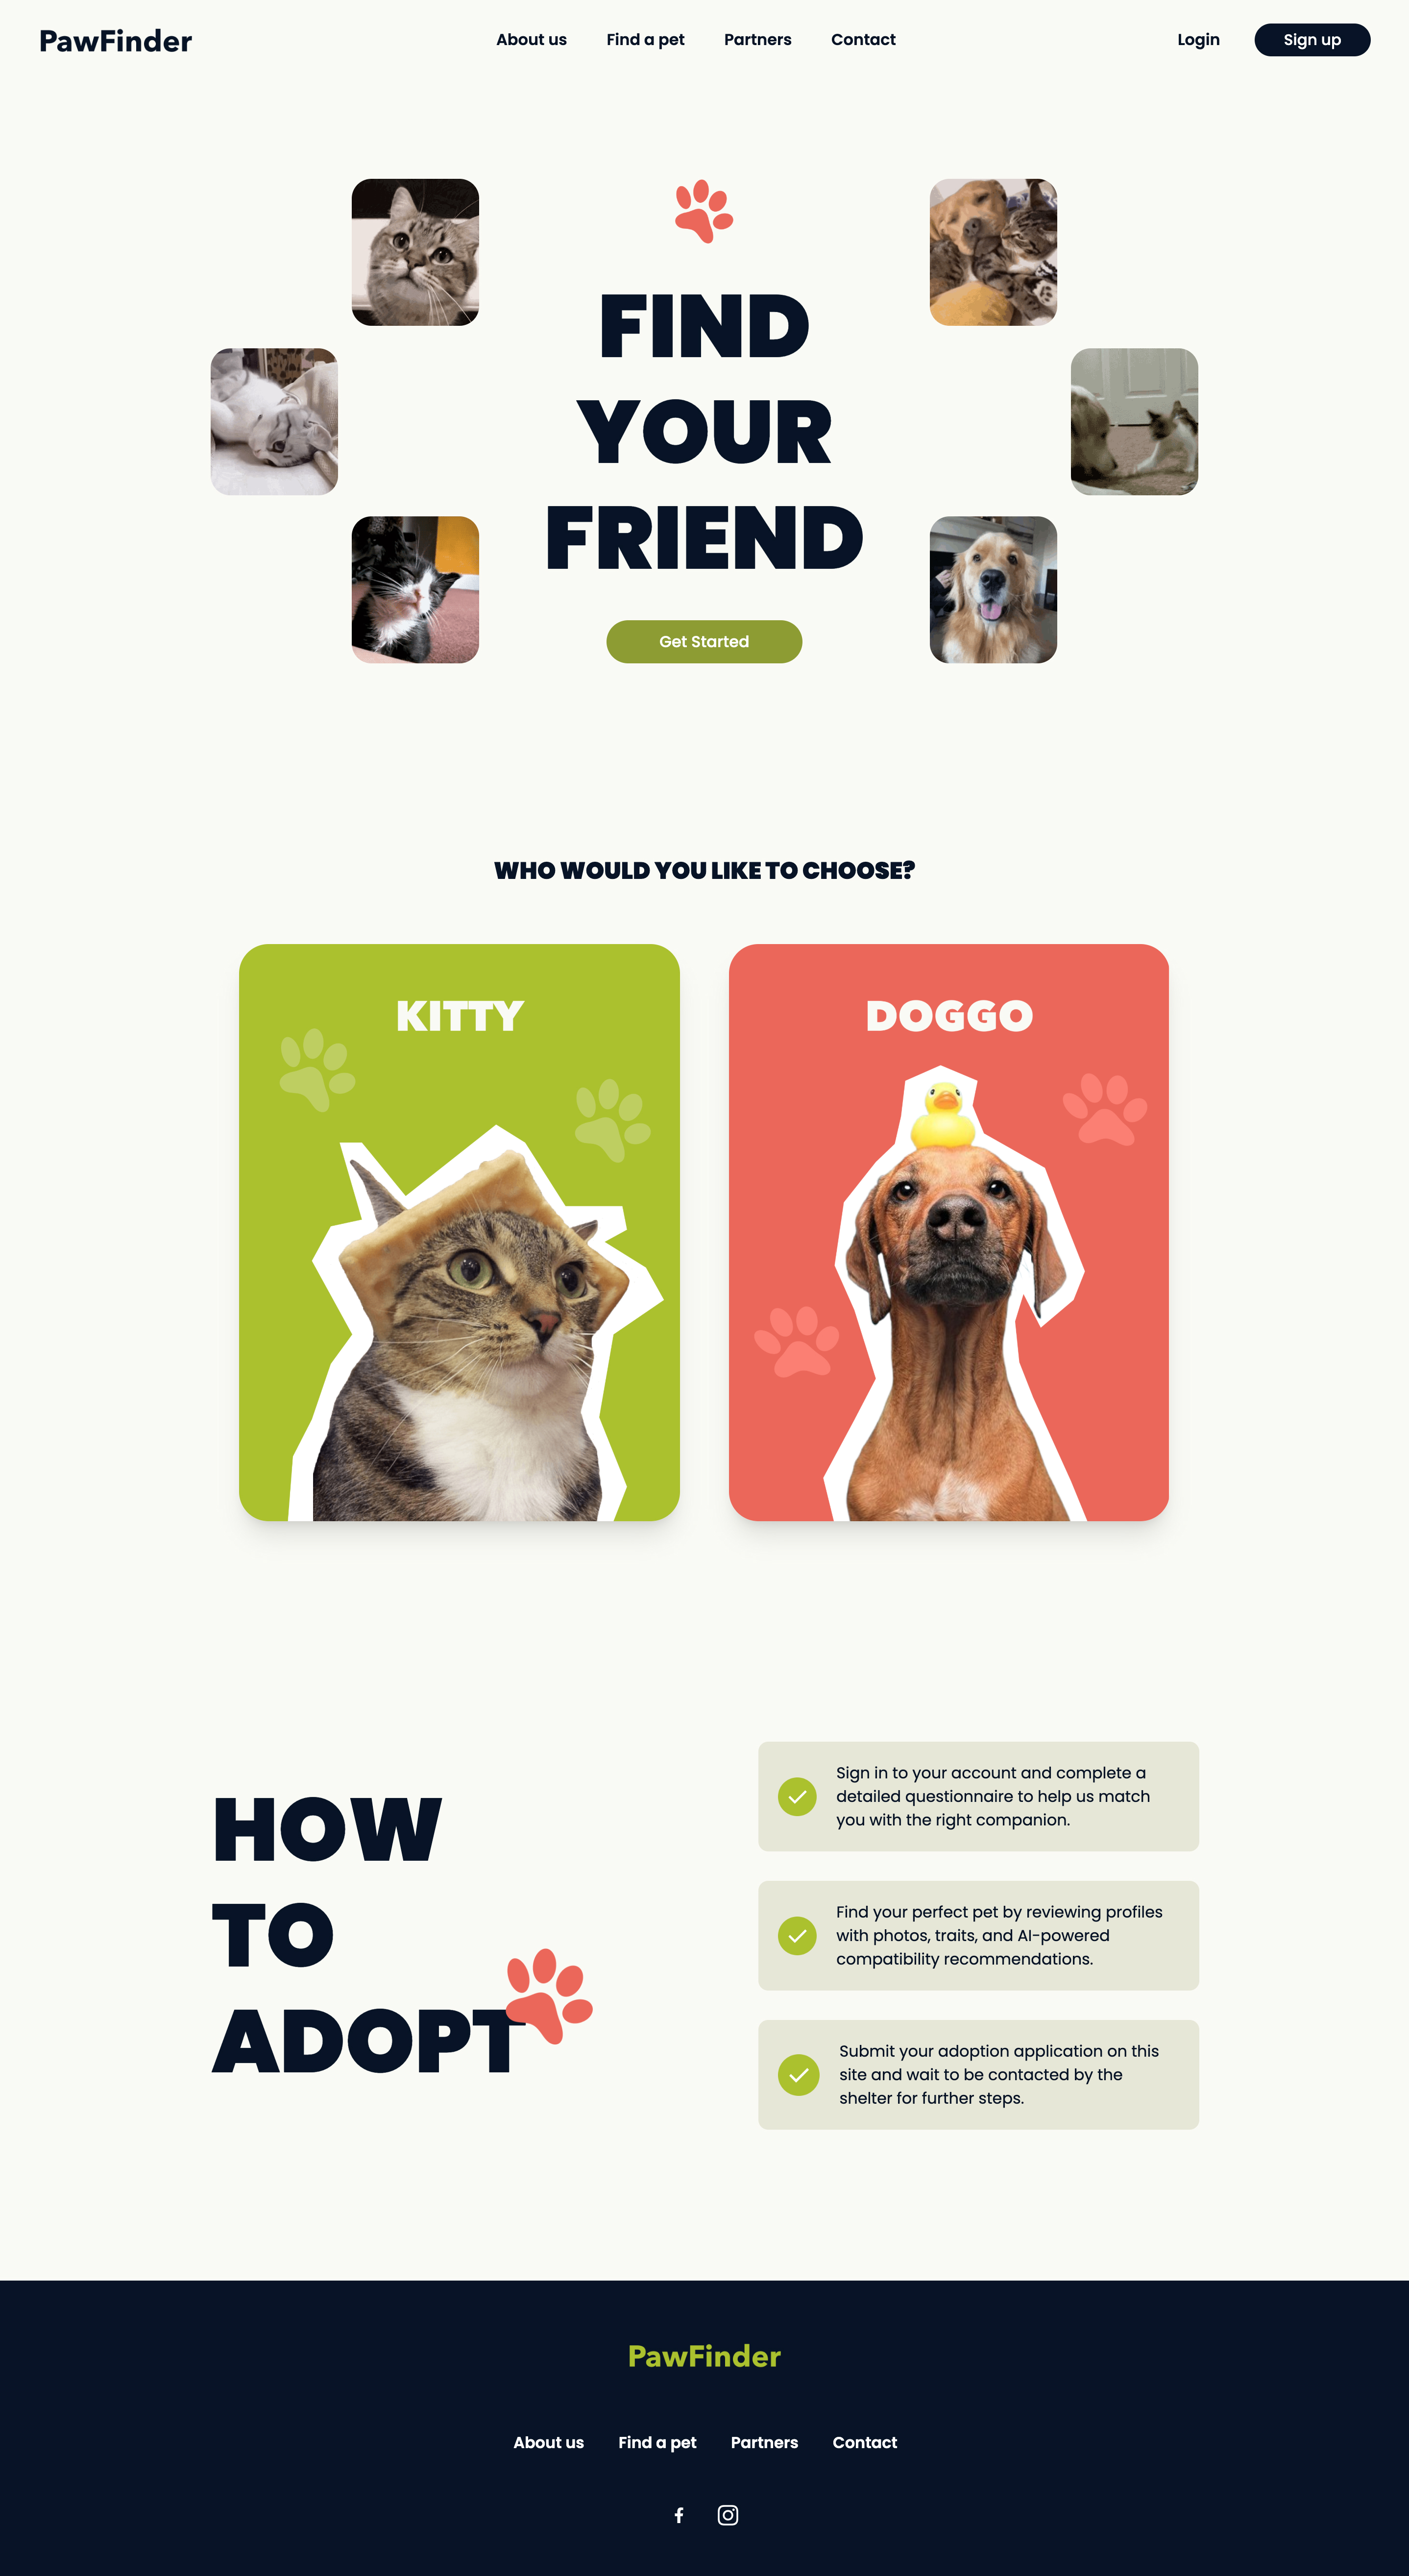 PawFinder
About us
Find a pet
Partners
Contact
Login
Sign up
FIND
YOUR
FRIEND
Get Started
WHO WOULD YOU LIKE TO CHOOSE?
KITTY
DOGGO
HOW
TO
ADOPT
Sign in to your account and complete a
detailed questionnaire to help us match
you with the right companion.
Find your perfect pet by reviewing profiles
with photos, traits, and AI-powered
compatibility recommendations.
Submit your adoption application on this
site and wait to be contacted by the
shelter for further steps.
PawFinder
About us
Find a pet
Partners
Contact